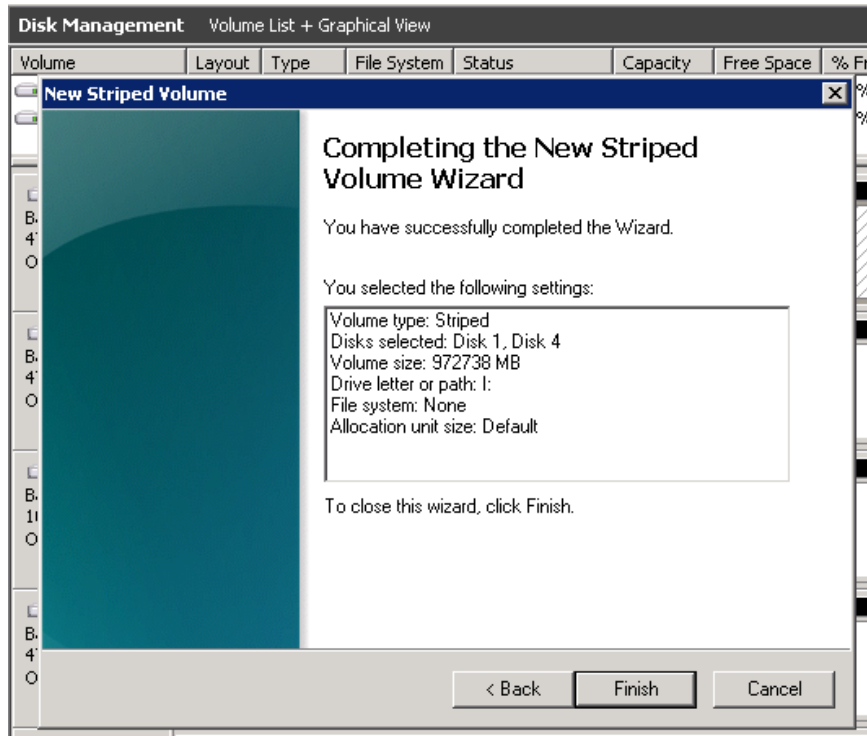 Disk Management Volume List + Graphical View
Volume Layout Type File System Status Capacity Free Space
New Striped Volume
Completing the New Striped
Volume Wizard
You have successfully completed the Wizard.
You selected the following settings:
Volume type: Striped
Disks selected: Disk 1, Disk 4
Volume size: 972738 MB
Drive letter or path: I:
File system: None
Allocation unit size: Default
To close this wizard, click Finish.
< Back Finish Cancel